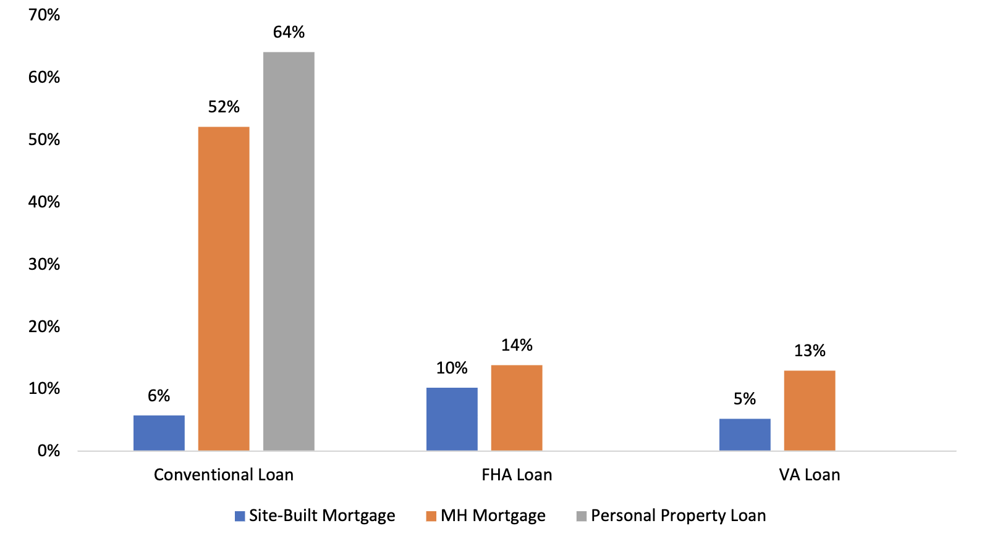 70%
64%
60%
52%
50%
40%
30%
20%
14%
13%
10%
10%
6%
5%
0%
Conventional Loan
FHA Loan
VA Loan
Site-Built Mortgage
MH Mortgage
Personal Property Loan